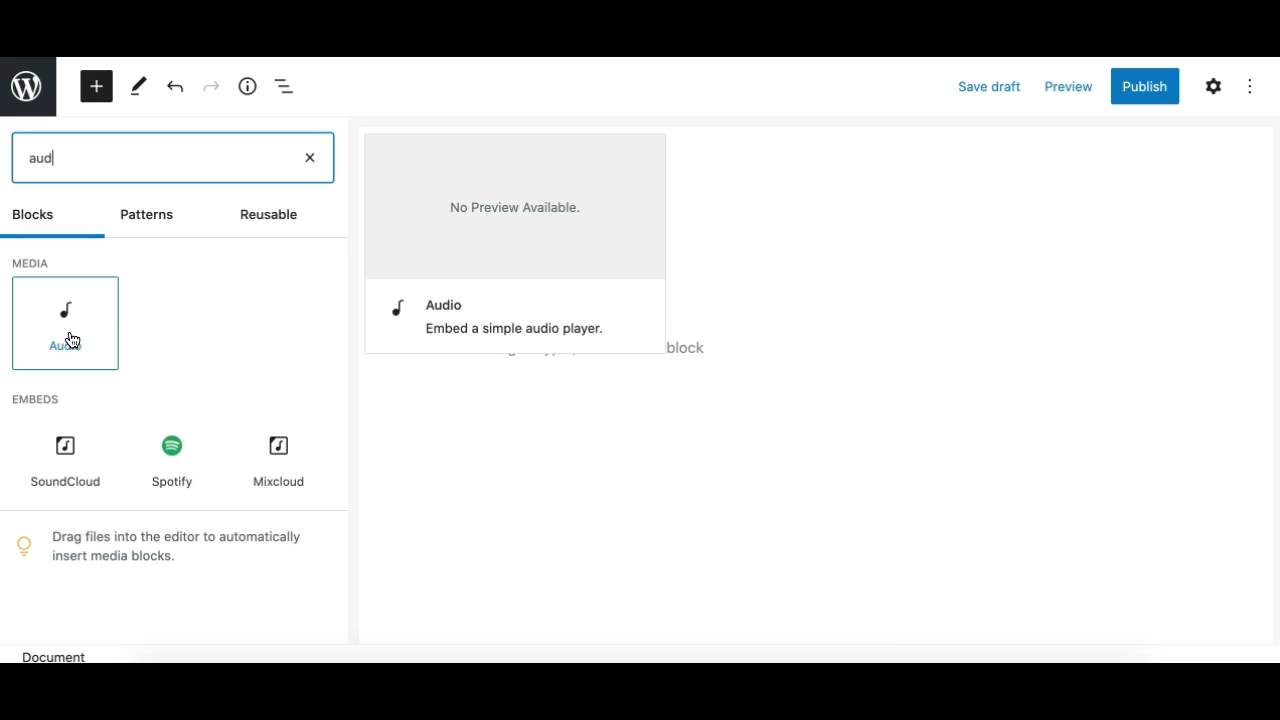 Save draft
Preview
Publish
aud
Blocks
Patterns
Reusable
MEDIA
Audio
EMBEDS
SoundCloud
Spotify
Mixcloud
Drag files into the editor to automatically
insert media blocks.
No Preview Available.
Audio
Embed a simple audio player.
block
Document